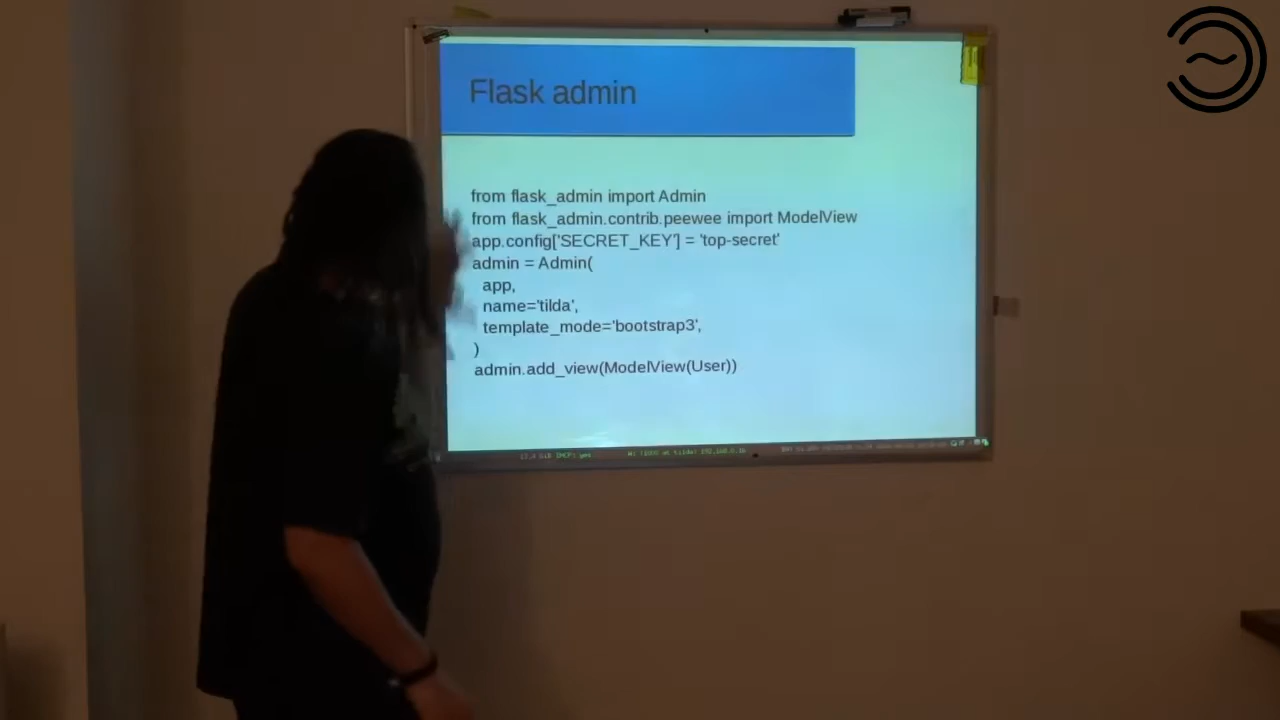 Flask admin
from flask_admin import Admin
from flask_admin.contrib.peewee import ModelView
app.config['SECRET_KEY'] = 'top-secret'
admin = Admin(
app,
name='tilda',
template_mode='bootstrap3',
)
admin.add_view(ModelView(User))